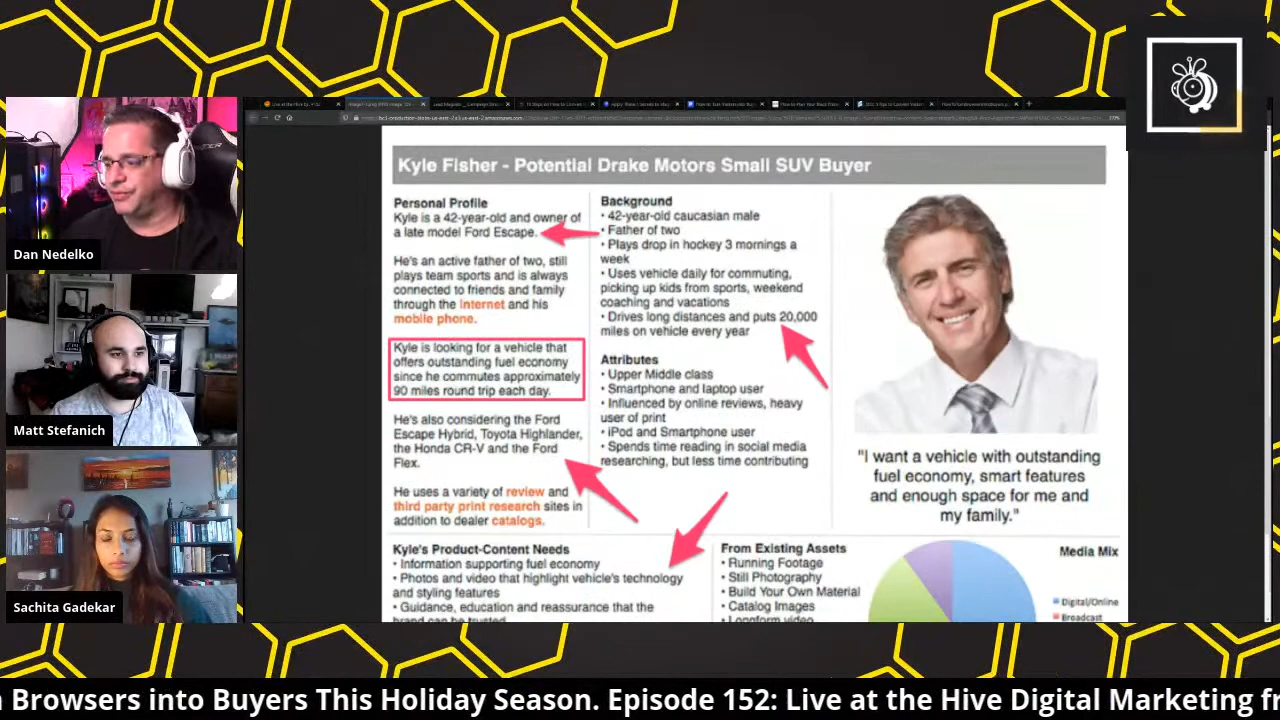 Kyle Fisher - Potential Drake Motors Small SUV Buyer
Personal Profile
Kyle is a 42-year-old and owner of
a late model Ford Escape.
He's an active father of two, still
plays team sports and is always
connected to friends and family
through the Internet and his
mobile phone.
Kyle is looking for a vehicle that
offers outstanding fuel economy
since he commutes approximately
90 miles round trip each day.
He's also considering the Ford
Escape Hybrid, Toyota Highlander,
the Honda CR-V and the Ford
Flex.
He uses a variety of review and
third party print research sites in
addition to dealer catalogs.
Background
• 42-year-old caucasian male
• Father of two
• Plays drop in hockey 3 mornings a
week
• Uses vehicle daily for commuting,
picking up kids from sports, weekend
coaching and vacations
• Drives long distances and puts 20,000
miles on vehicle every year
Attributes
• Upper Middle class
• Smartphone and laptop user
• Influenced by online reviews, heavy
user of print
• iPod and Smartphone user
• Spends time reading in social media
researching, but less time contributing
"I want a vehicle with outstanding
fuel economy, smart features
and enough space for me and
my family."
Kyle's Product-Content Needs
• Information supporting fuel economy
• Photos and video that highlight vehicle's technology
and styling features
• Guidance, education and reassurance that the
brand can be trusted
From Existing Assets
• Running Footage
• Still Photography
• Build Your Own Material
• Catalog Images
• Longform video
Media Mix
Digital/Online
Broadcast
Dan Nedelko
Matt Stefanich
Sachita Gadekar
Browsers into Buyers This Holiday Season. Episode 152: Live at the Hive Digital Marketing